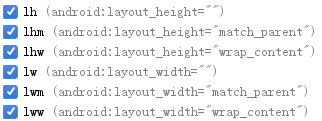 lh (android:layout_height="")
lhm (android:layout_height="match_parent")
lhw (android:layout_height="wrap_content")
lw (android:layout_width="")
lwm (android:layout_width="match_parent")
lww (android:layout_width="wrap_content")